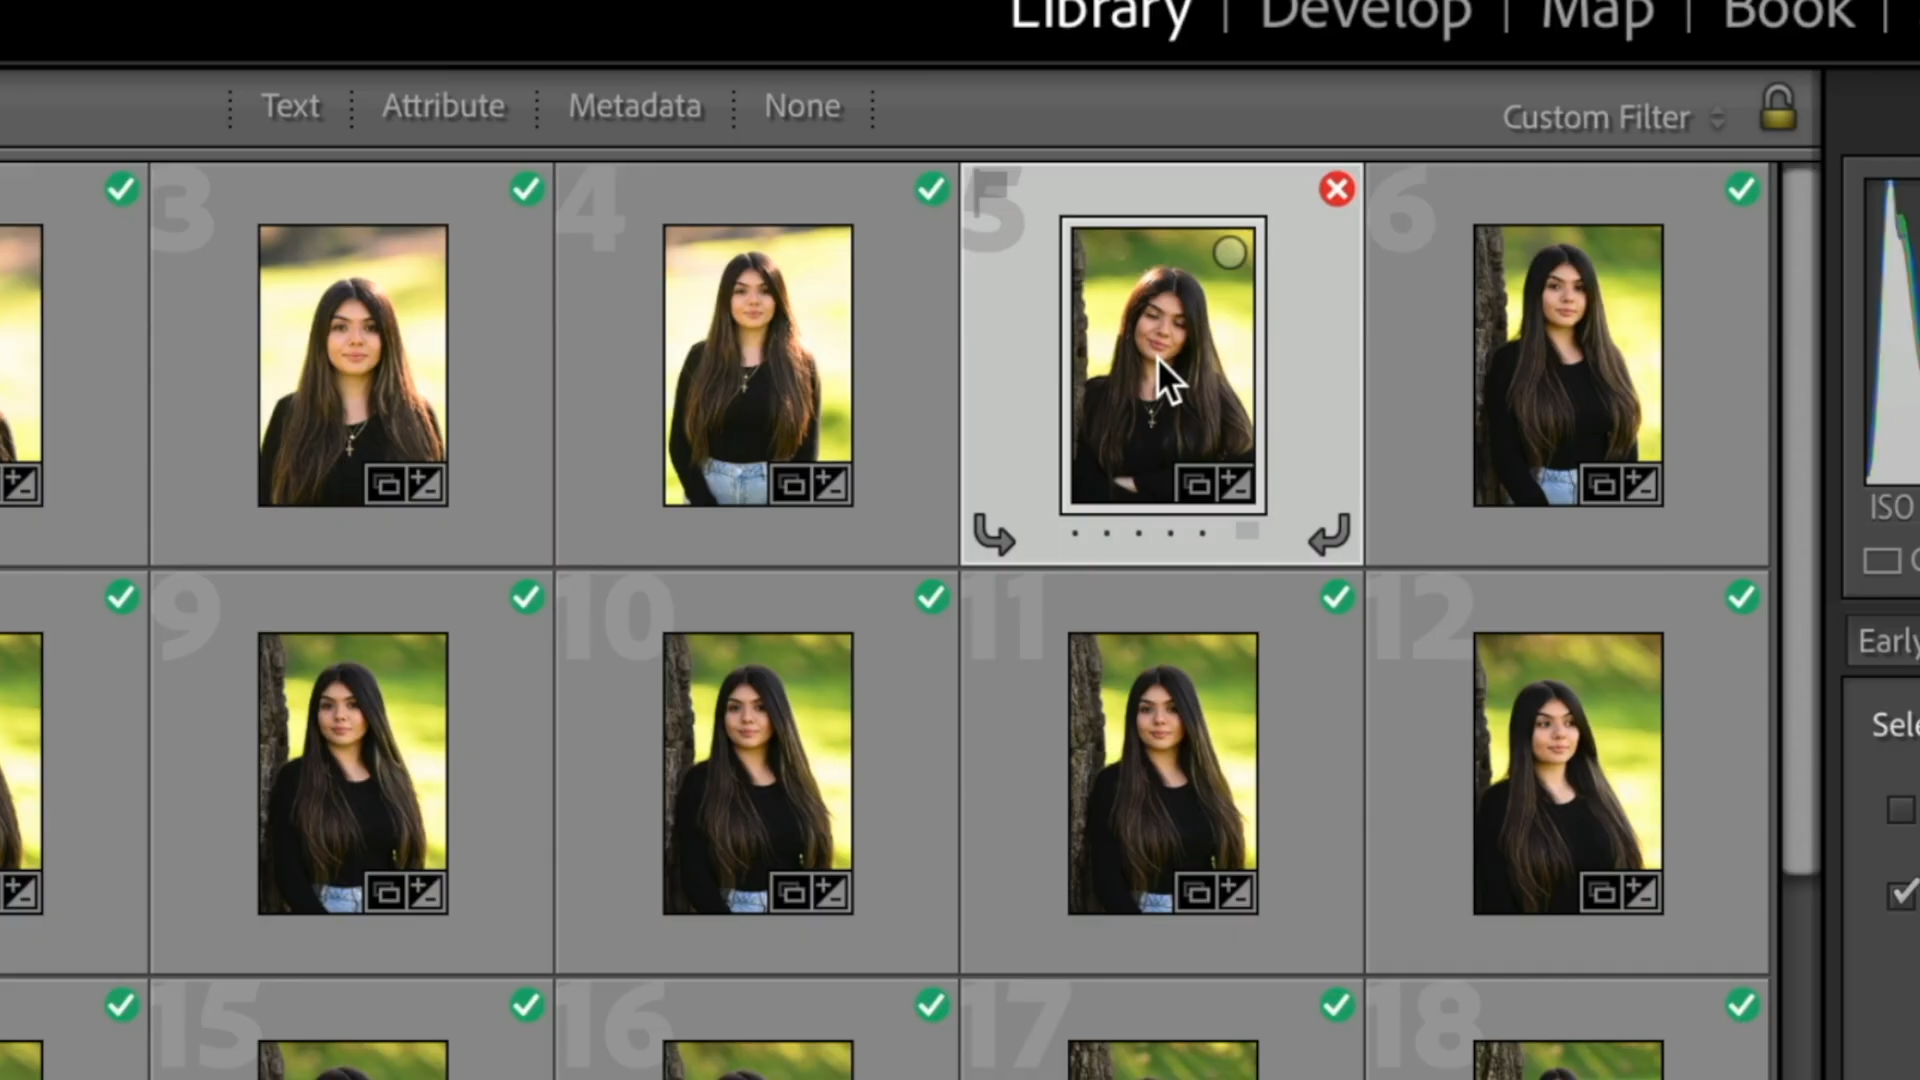 Library | Develop | Map | Book |
Text Attribute Metadata None
Custom Filter
3 4 5 6
ISO
Early
9 10 11 12
Sele
15 16 17 18